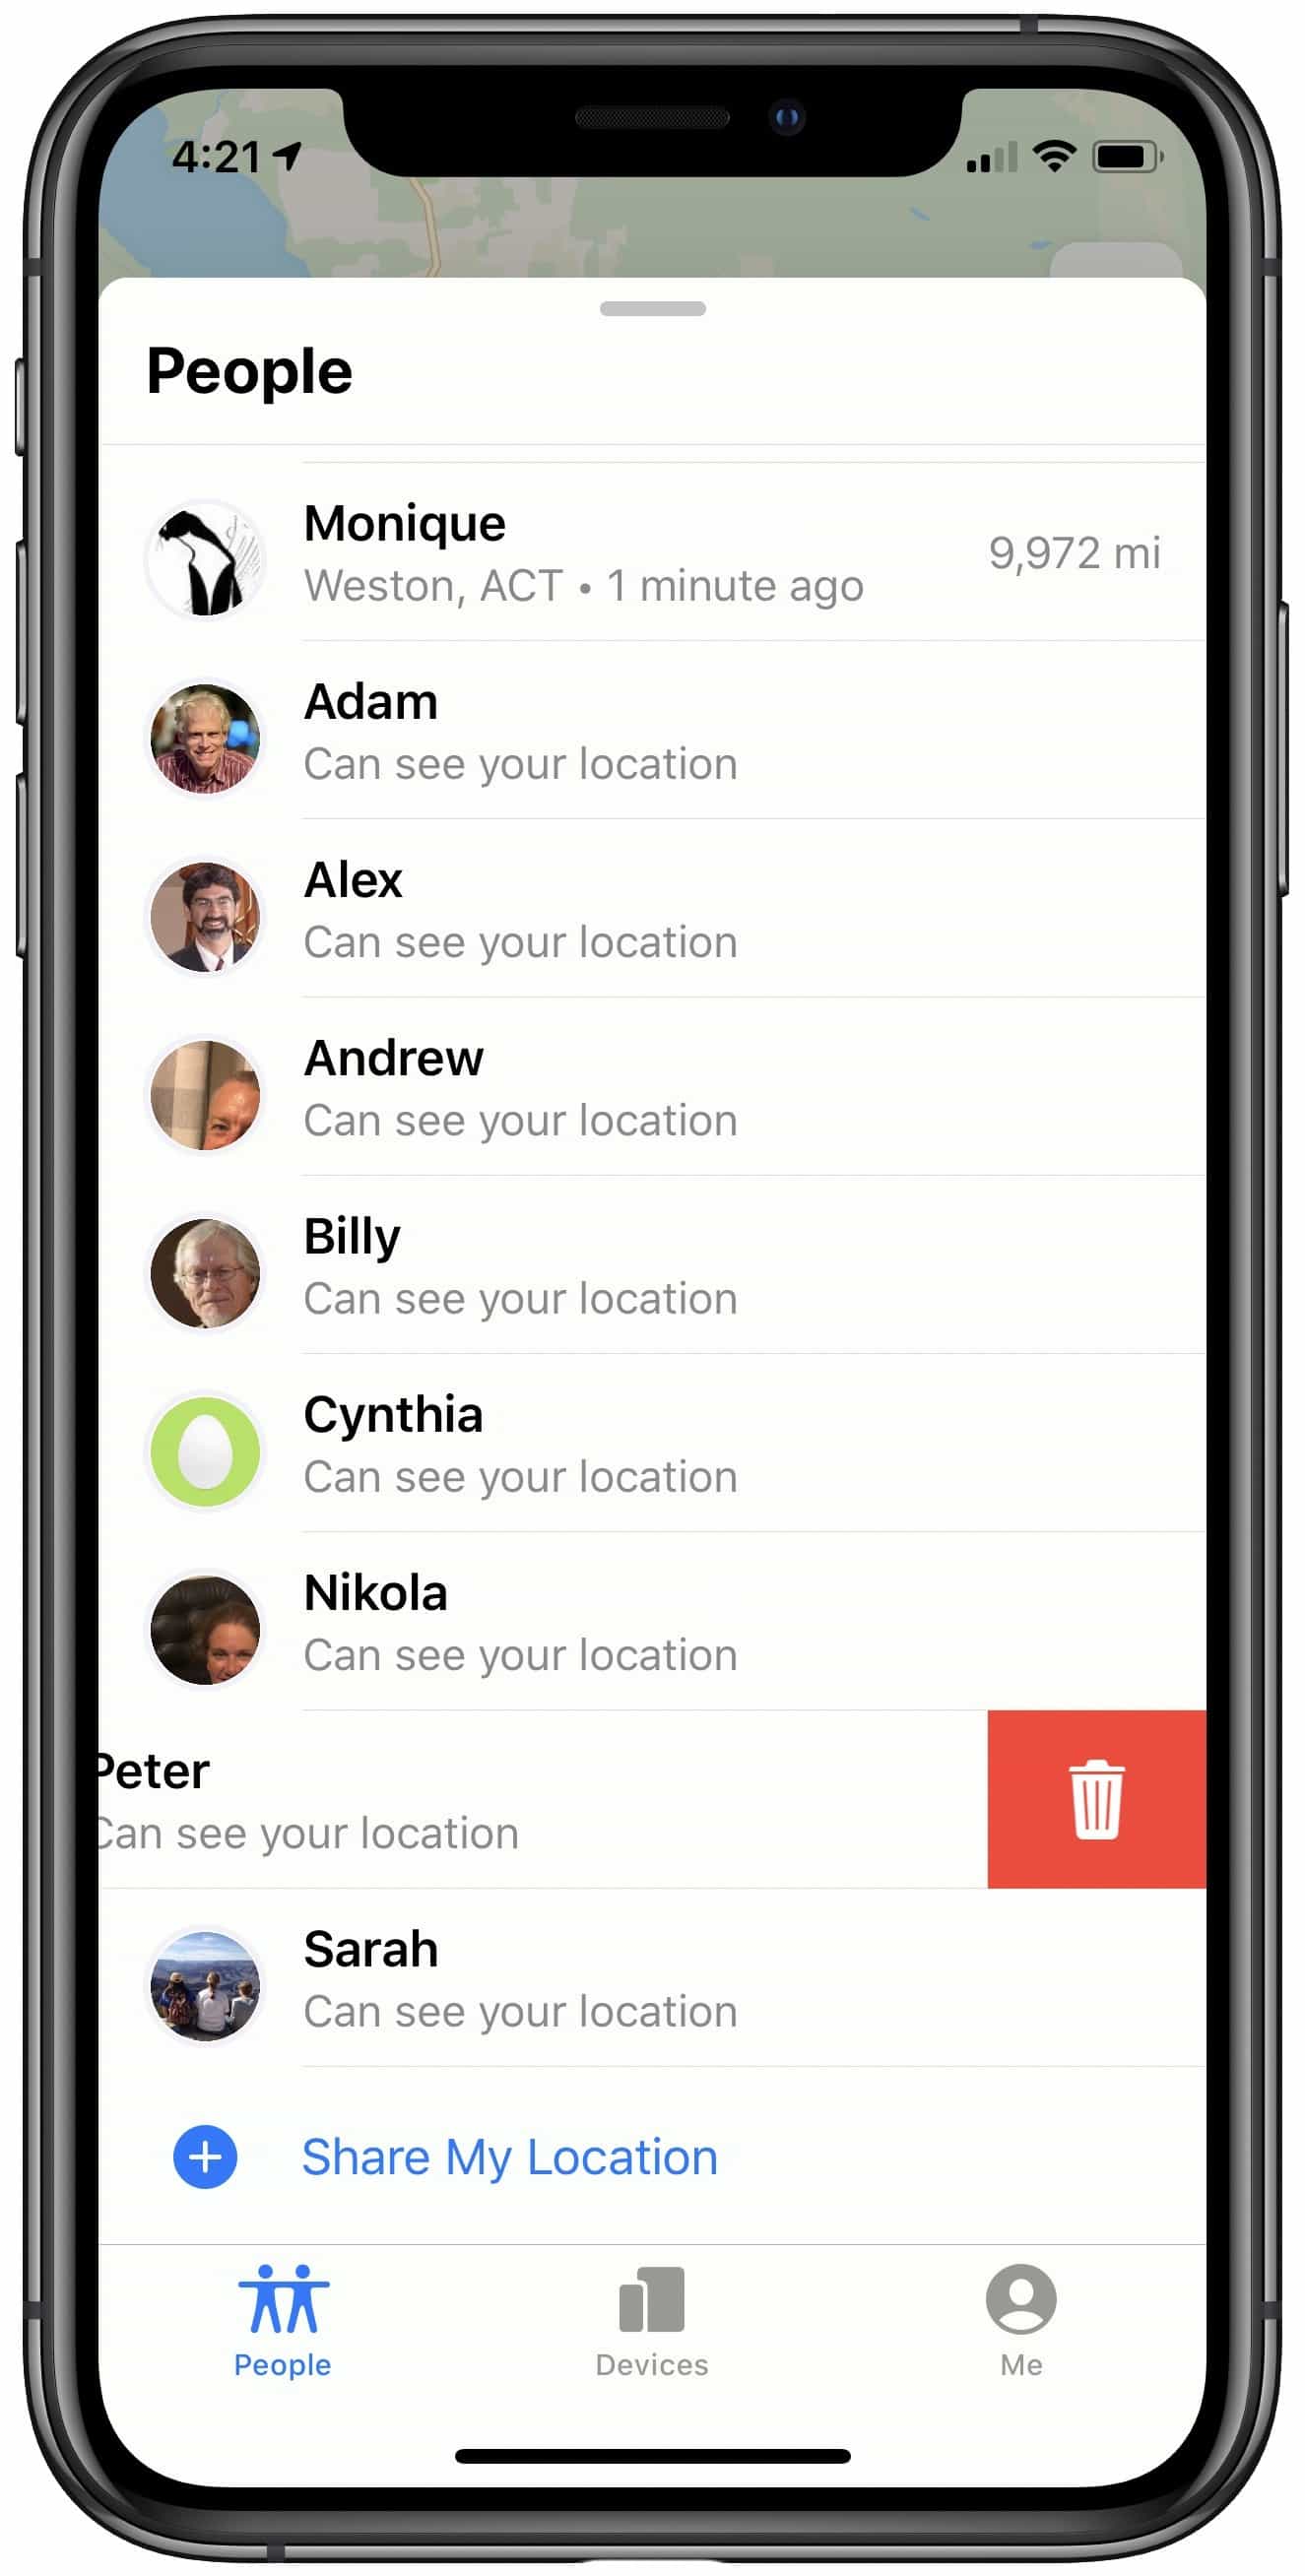 4:21
People
Monique
9,972 mi
Weston, ACT • 1 minute ago
Adam
Can see your location
Alex
Can see your location
Andrew
Can see your location
Billy
Can see your location
Cynthia
Can see your location
Nikola
Can see your location
Peter
Can see your location
Sarah
Can see your location
Share My Location
People
Devices
Me